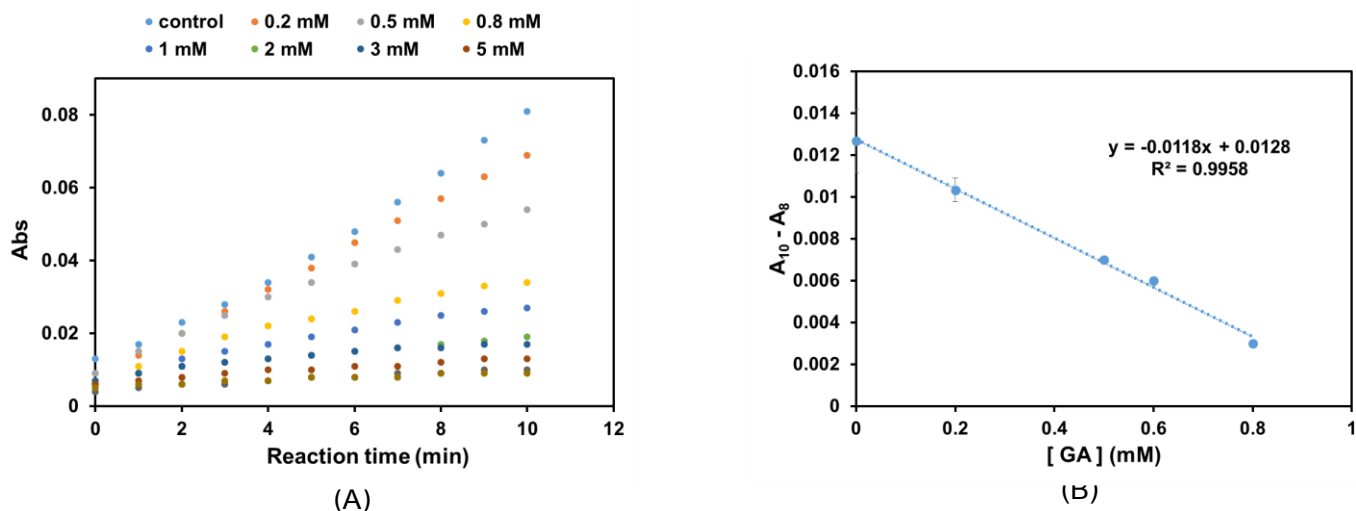 control 0.2 mM 0.5 mM 0.8 mM
1 mM 2 mM 3 mM 5 mM
Abs
0.08
0.06
0.04
0.02
0
0 2 4 6 8 10 12
Reaction time (min)
(A)
A10 - A8
0.016
0.014
0.012
0.01
0.008
0.006
0.004
0.002
0
y = -0.0118x + 0.0128
R² = 0.9958
0 0.2 0.4 0.6 0.8 1
[ GA ] (mM)
(B)